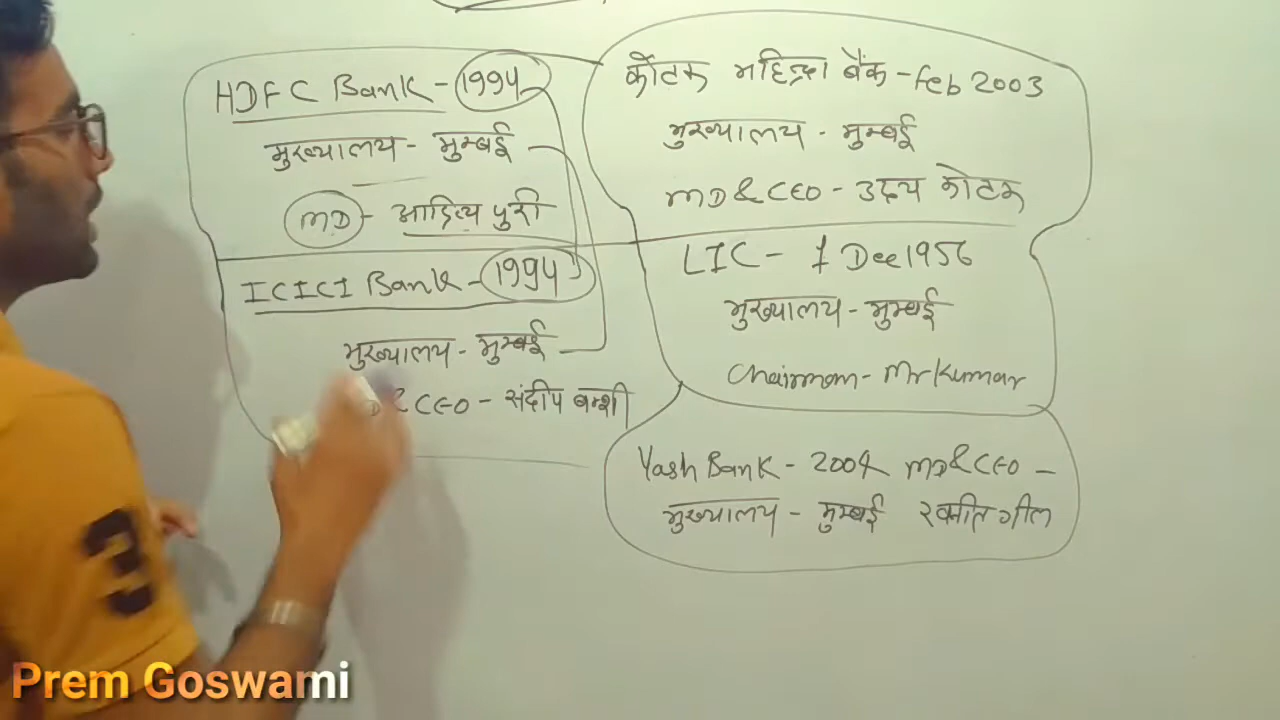 HDFC Bank - 1994
मुख्यालय - मुम्बई
MD - आदित्य पुरी
ICICI Bank - 1994
मुख्यालय - मुम्बई
D & CEO - संदीप बख्शी
कोटक महिन्द्रा बैंक - Feb 2003
मुख्यालय - मुम्बई
MD & CEO - उदय कोटक
LIC - 1 Dec 1956
मुख्यालय - मुम्बई
Chairman - Mr Kumar
Yash Bank - 2004 MD & CEO -
मुख्यालय - मुम्बई रवनीत गील
3
Prem Goswami